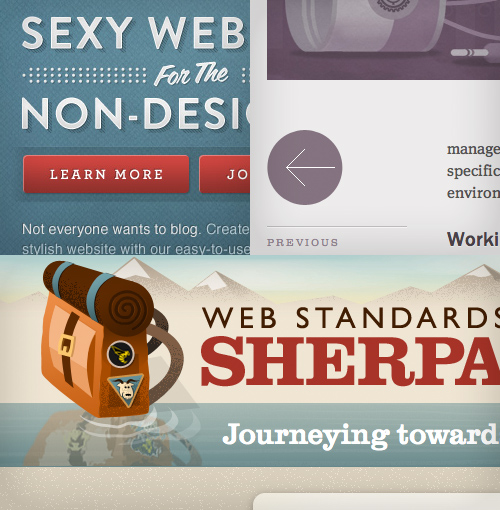 SEXY WEB
For The
NON-DESI
LEARN MORE
JO
Not everyone wants to blog. Create
stylish website with our easy-to-use
manage
specific
environ
PREVIOUS
Worki
WEB STANDARDS
SHERPA
Journeying toward